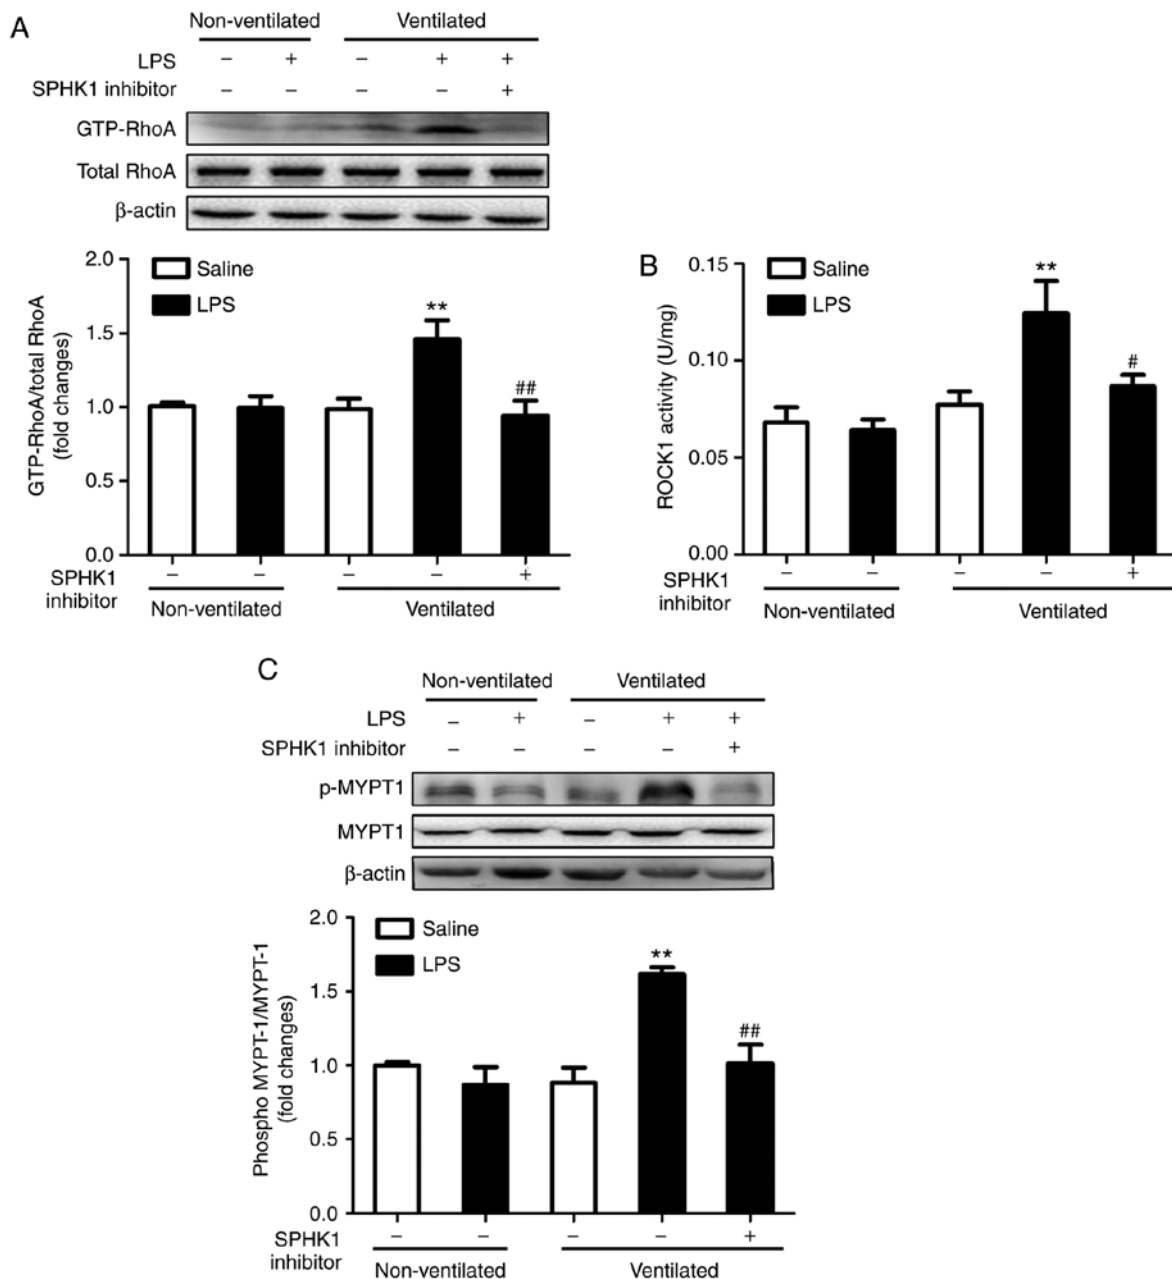 A
Non-ventilated Ventilated
LPS – + – + +
SPHK1 inhibitor – – – – +
GTP-RhoA
Total RhoA
β-actin
GTP-RhoA/total RhoA
(fold changes)
2.0
1.5
1.0
0.5
0.0
Saline
LPS
**
##
– – – – +
SPHK1
inhibitor
Non-ventilated Ventilated
B
ROCK1 activity (U/mg)
0.15
0.10
0.05
0.00
Saline
LPS
**
#
– – – – +
SPHK1
inhibitor
Non-ventilated Ventilated
C
Non-ventilated Ventilated
LPS – + – + +
SPHK1 inhibitor – – – – +
p-MYPT1
MYPT1
β-actin
Phospho MYPT-1/MYPT-1
(fold changes)
2.0
1.5
1.0
0.5
0.0
Saline
LPS
**
##
– – – – +
SPHK1
inhibitor
Non-ventilated Ventilated